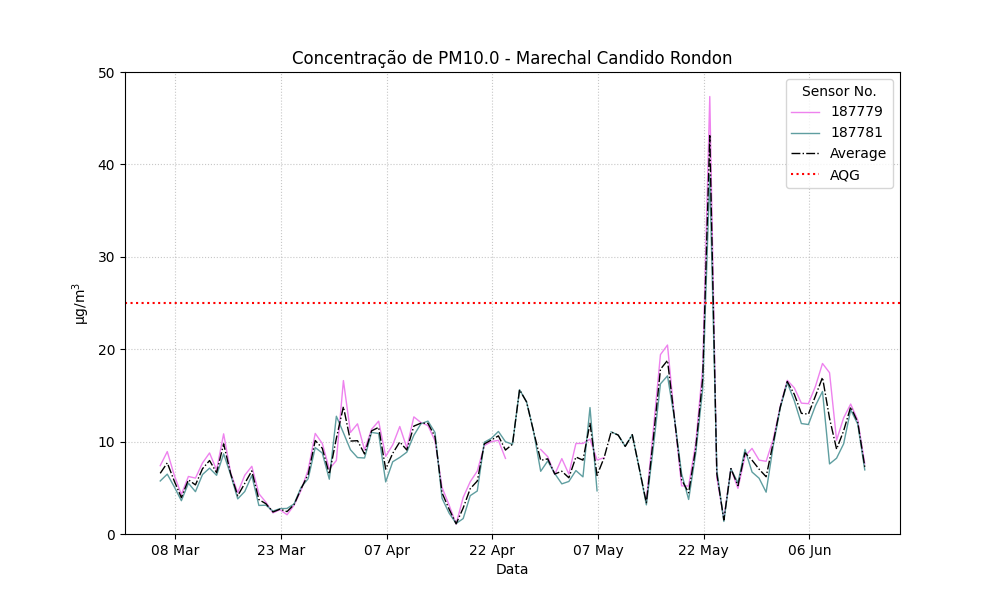 Concentração de PM10.0 - Marechal Candido Rondon
Sensor No.
187779
187781
Average
AQG
50
40
30
20
10
0
µg/m³
08 Mar
23 Mar
07 Apr
22 Apr
07 May
22 May
06 Jun
Data